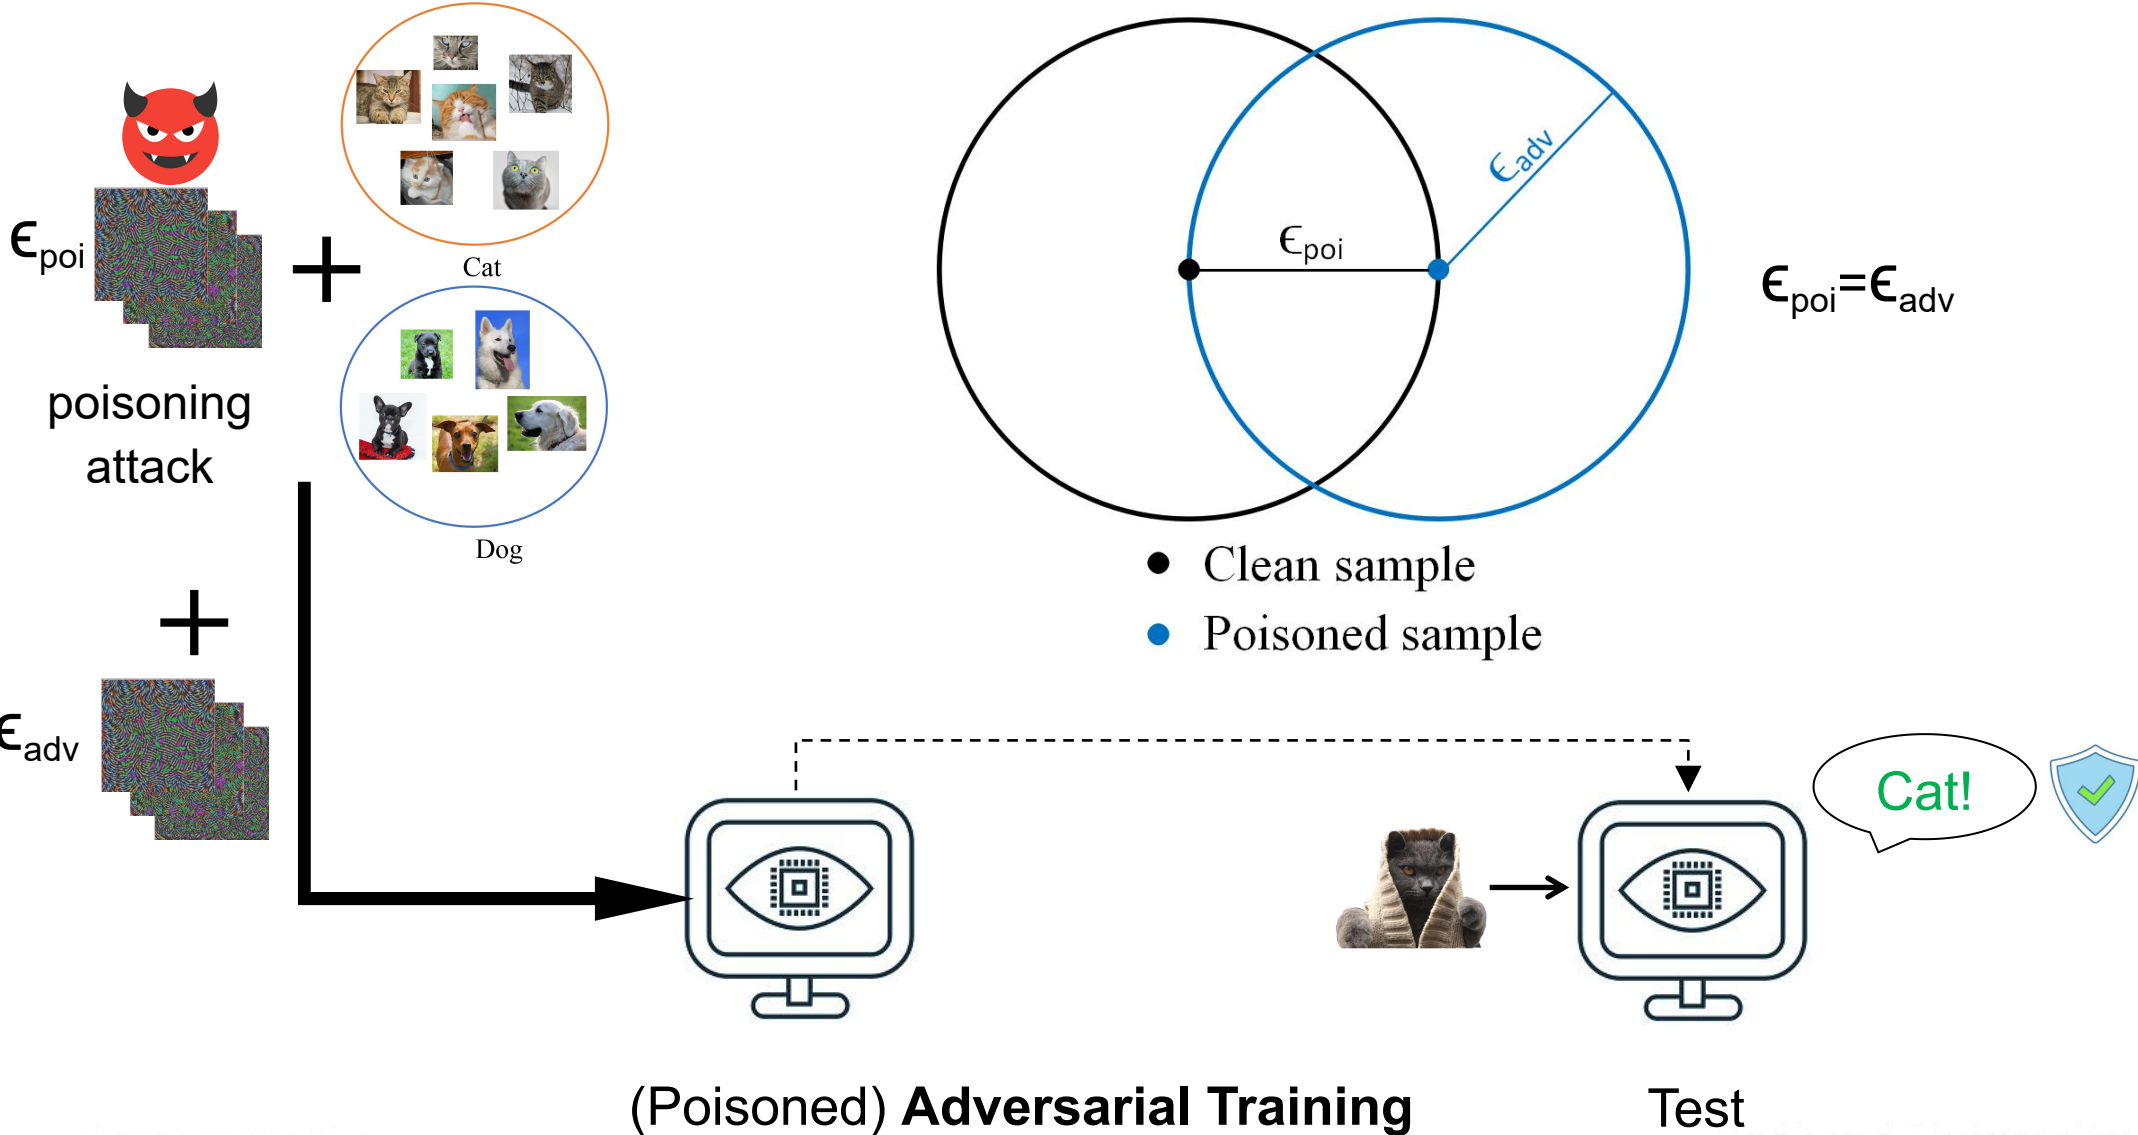 ϵpoi
Cat
poisoning
attack
Dog
ϵadv
ϵpoi
ϵadv
ϵpoi=ϵadv
Clean sample
Poisoned sample
Cat!
(Poisoned) Adversarial Training
Test